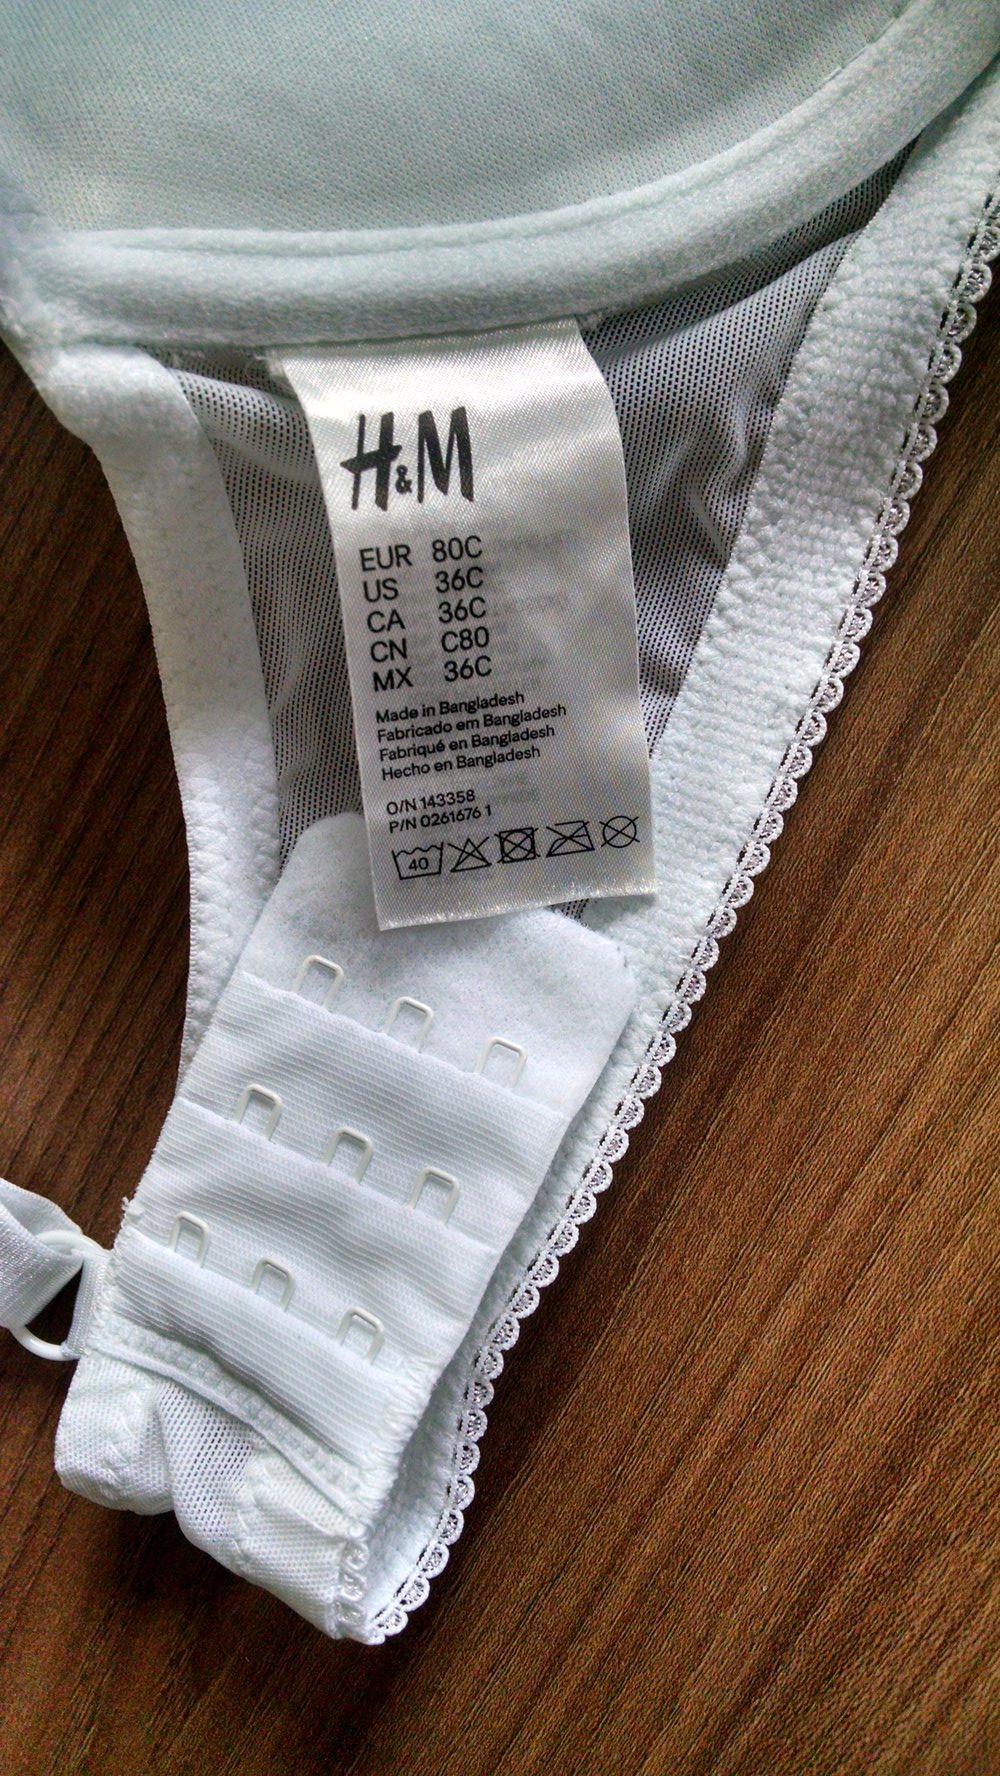 H&M
EUR 80C
US 36C
CA 36C
CN C80
MX 36C
Made in Bangladesh
Fabricado em Bangladesh
Fabriqué en Bangladesh
Hecho en Bangladesh
O/N 143358
P/N 0261676 1
40